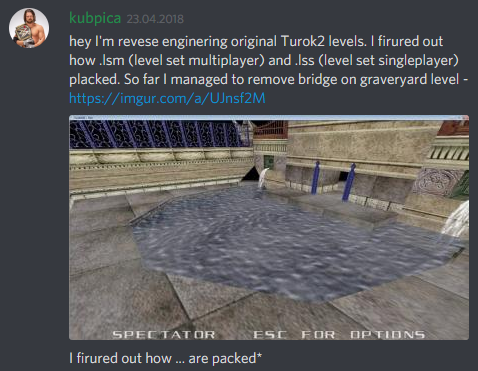 kubpica 23.04.2018
hey I'm revese enginering original Turok2 levels. I firured out
how .lsm (level set multiplayer) and .lss (level set singleplayer)
placked. So far I managed to remove bridge on graveyard level -
https://imgur.com/a/UJnsf2M
SPECTATOR ESC FOR OPTIONS
I firured out how ... are packed*